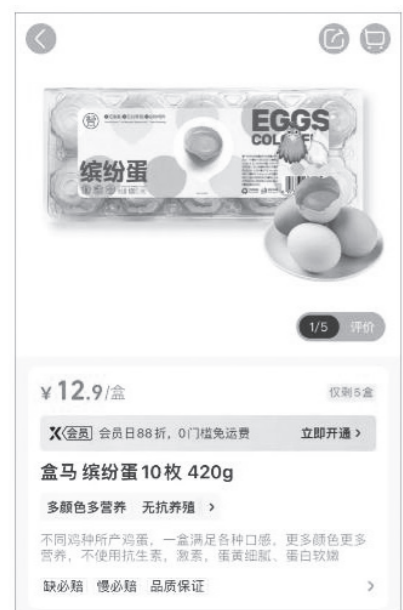 EGGS
缤纷蛋
1/5 评价
¥12.9/盒
仅剩5盒
X会员 会员日88折，0门槛免运费 立即开通 >
盒马 缤纷蛋10枚 420g
多颜色多营养 无抗养殖 >
不同鸡种所产鸡蛋，一盒满足各种口感，更多颜色更多
营养，不使用抗生素，激素，蛋黄细腻、蛋白软嫩
缺必赔 慢必赔 品质保证 >